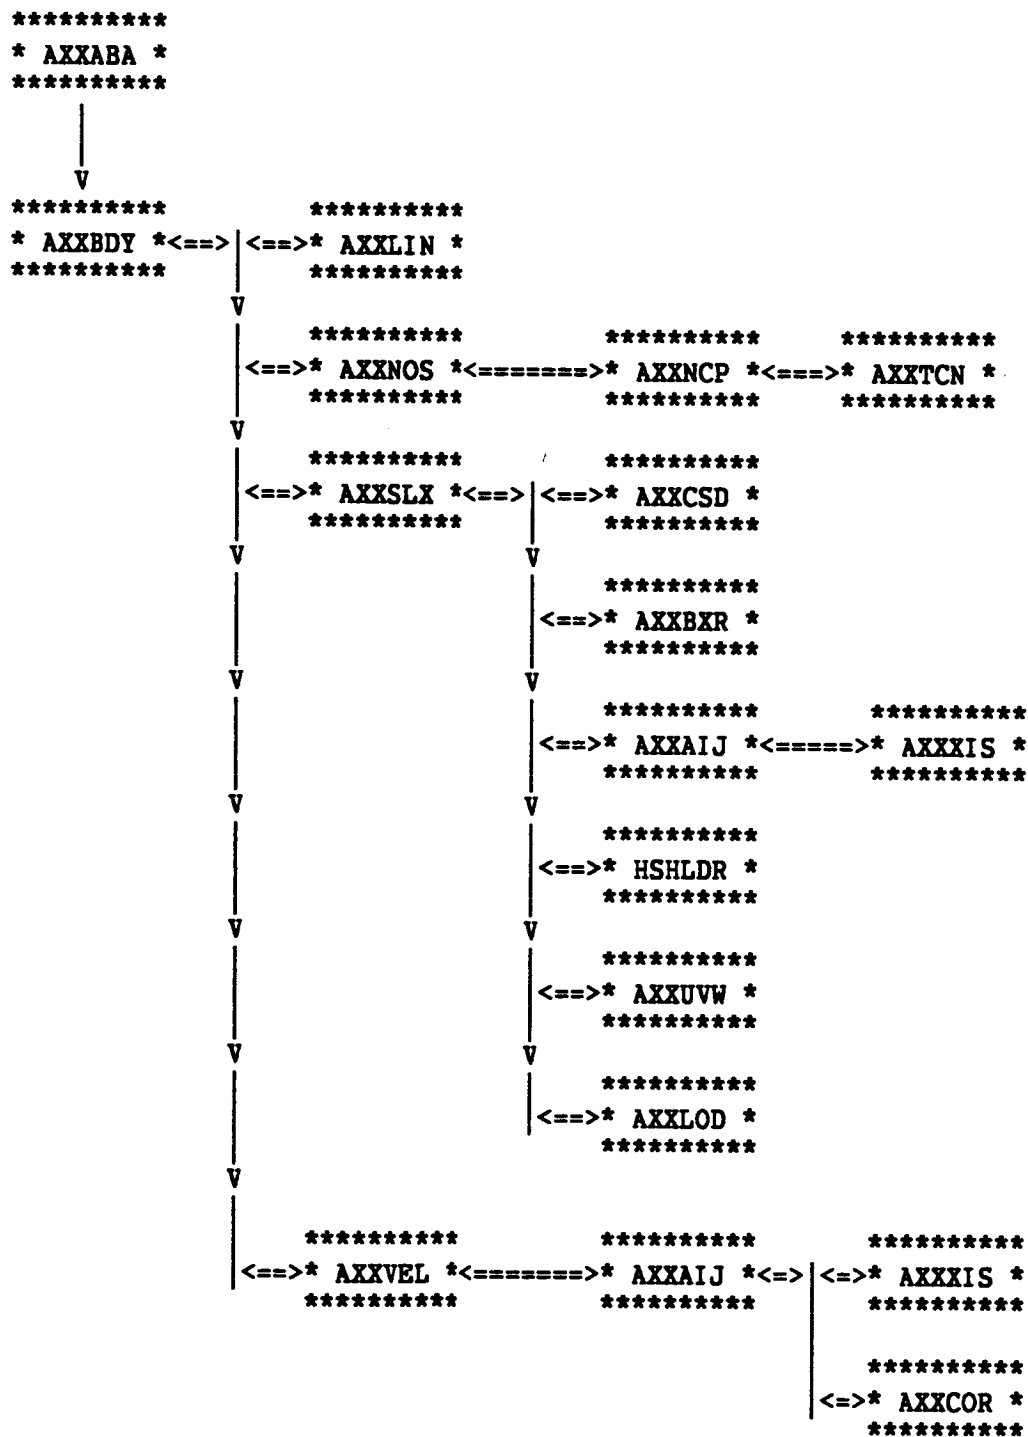 **********
* AXXABA *
**********
|
V
********** **********
* AXXBDY *<==>|<==>* AXXLIN *
********** **********
V
********** ********** **********
|<==>* AXXNOS *<=======>* AXXNCP *<===>* AXXTCN *
********** ********** **********
V
********** **********
|<==>* AXXSLX *<==>|<==>* AXXCSD *
********** **********
V V
**********
|<==>* AXXBXR *
**********
V V
********** **********
|<==>* AXXAIJ *<=====>* AXXXIS *
********** **********
V V
**********
|<==>* HSHLDR *
**********
V V
**********
|<==>* AXXUVW *
**********
V V
**********
|<==>* AXXLOD *
**********
V
********** ********** **********
|<==>* AXXVEL *<=======>* AXXAIJ *<=>|<=>* AXXXIS *
********** ********** **********
**********
|<=>* AXXCOR *
**********